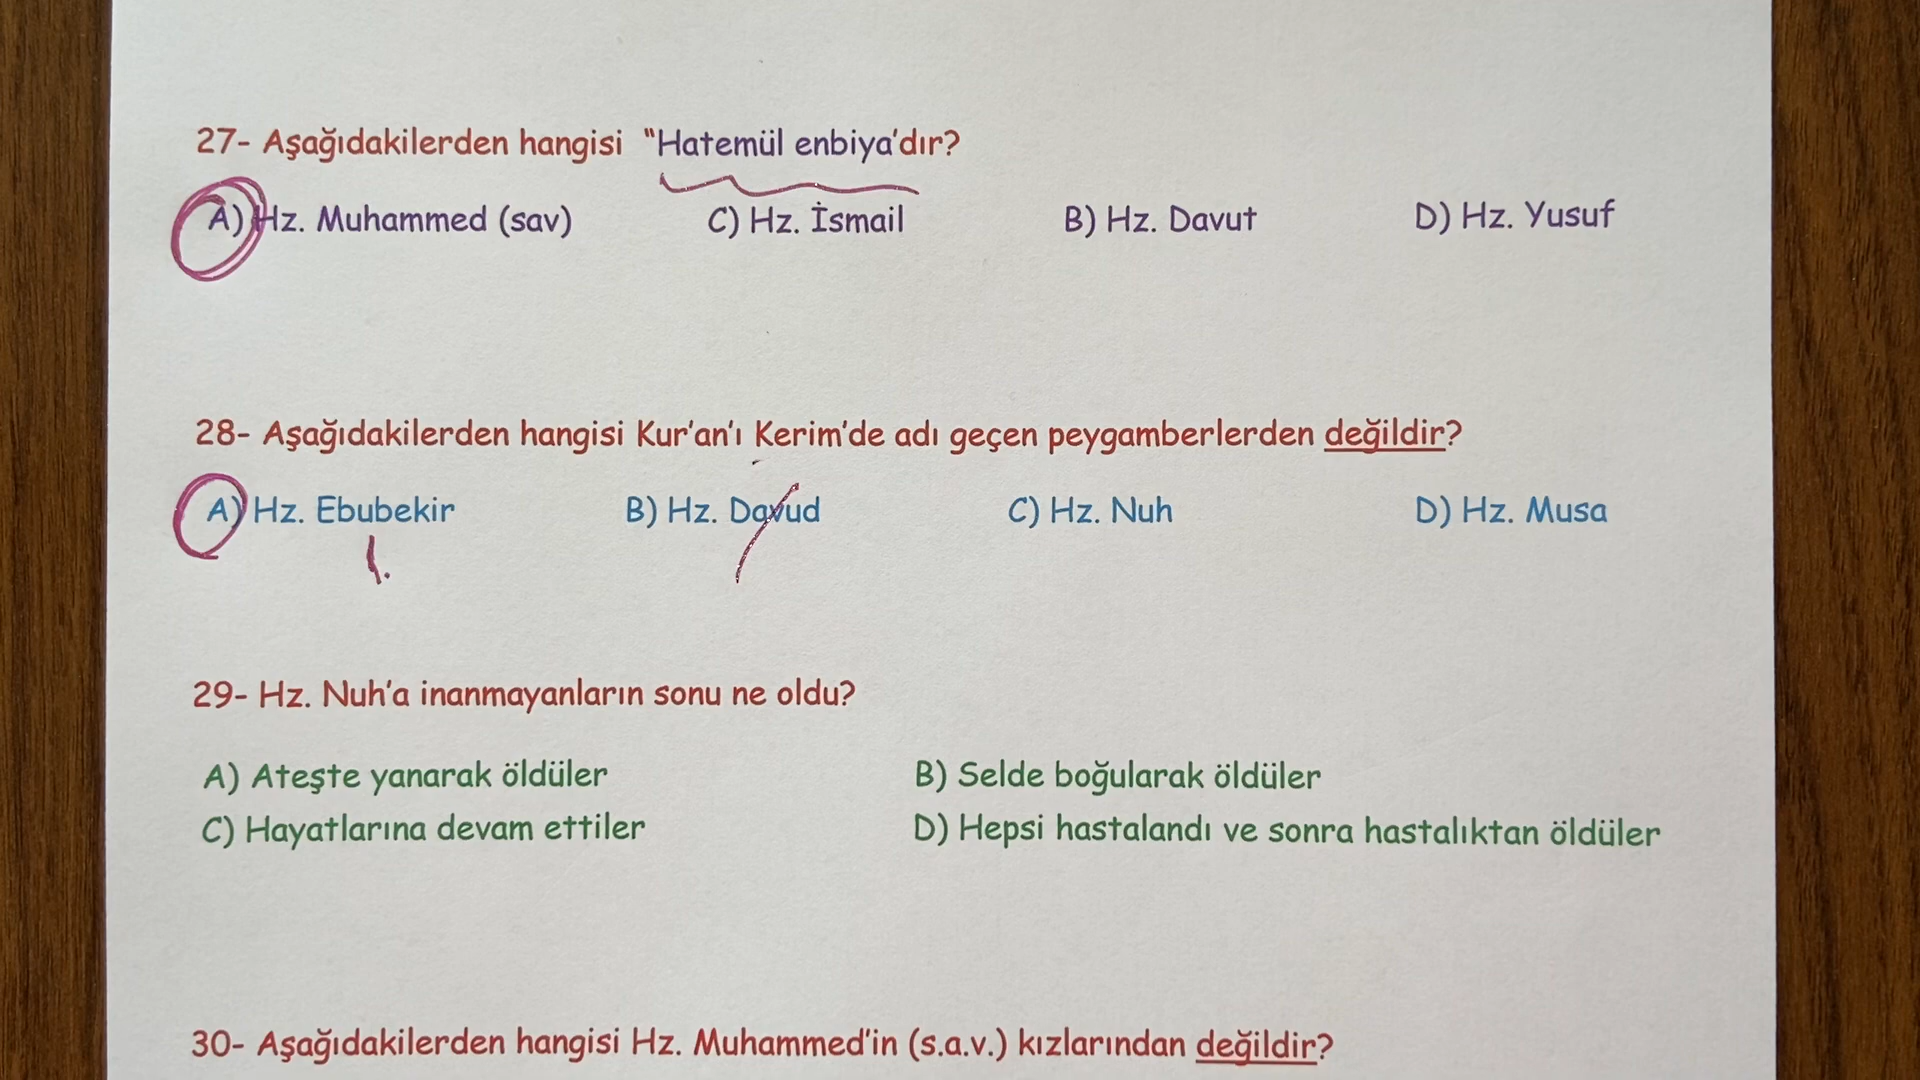 27- Aşağıdakilerden hangisi "Hatemül enbiya'dır?
A) Hz. Muhammed (sav) C) Hz. İsmail B) Hz. Davut D) Hz. Yusuf
28- Aşağıdakilerden hangisi Kur'an'ı Kerim'de adı geçen peygamberlerden değildir?
A) Hz. Ebubekir B) Hz. Davud C) Hz. Nuh D) Hz. Musa
29- Hz. Nuh'a inanmayanların sonu ne oldu?
A) Ateşte yanarak öldüler B) Selde boğularak öldüler
C) Hayatlarına devam ettiler D) Hepsi hastalandı ve sonra hastalıktan öldüler
30- Aşağıdakilerden hangisi Hz. Muhammed'in (s.a.v.) kızlarından değildir?